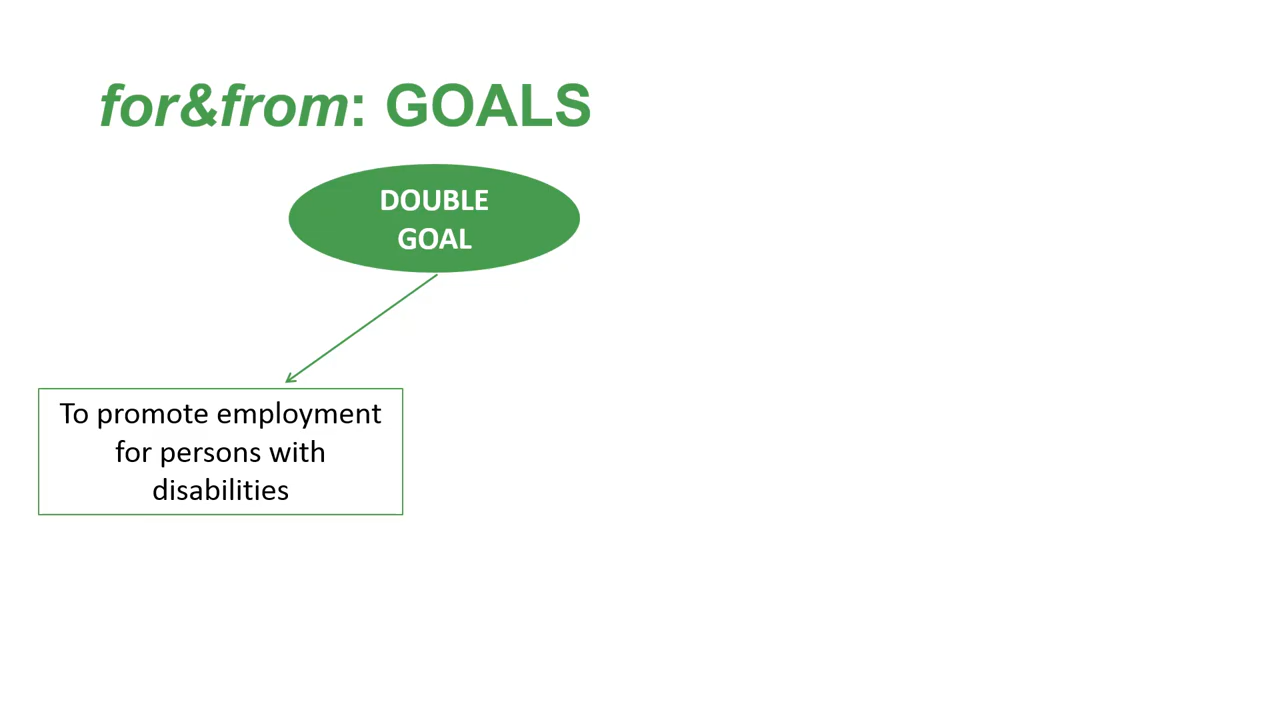 for&from: GOALS
DOUBLE
GOAL
To promote employment
for persons with
disabilities